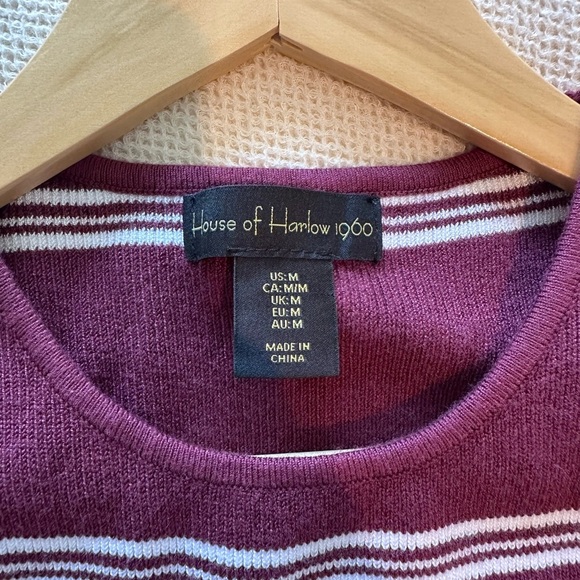 House of Harlow 1960
US: M
CA: M/M
UK: M
EU: M
AU: M
MADE IN
CHINA